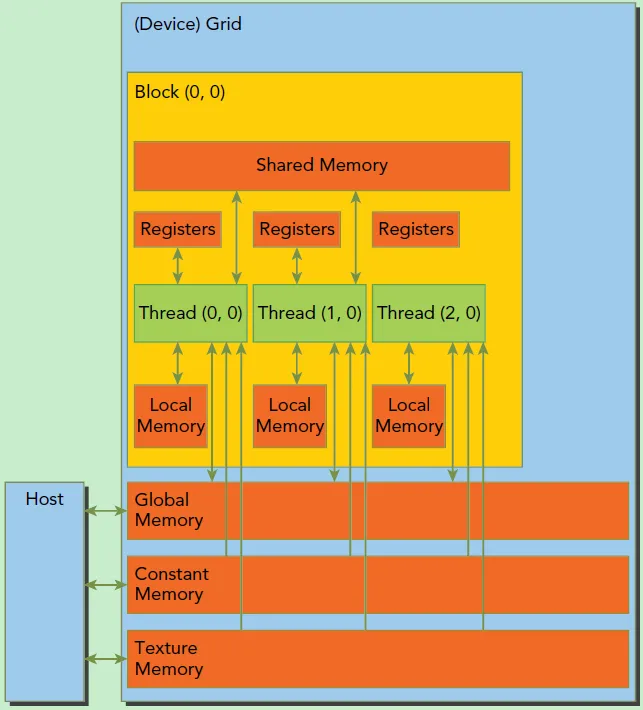 (Device) Grid
Block (0, 0)
Shared Memory
Registers
Registers
Registers
Thread (0, 0)
Thread (1, 0)
Thread (2, 0)
Local
Memory
Local
Memory
Local
Memory
Host
Global
Memory
Constant
Memory
Texture
Memory